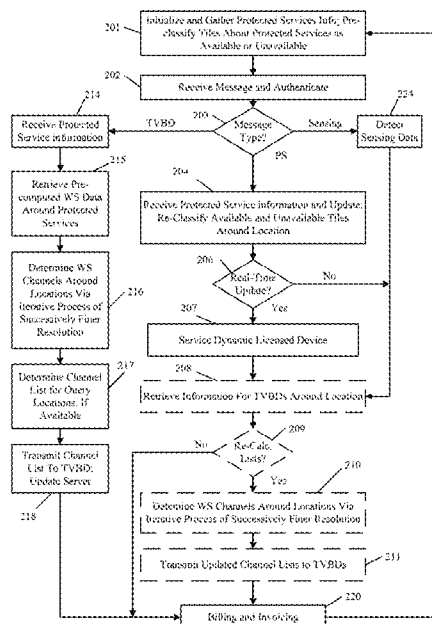 201
Initialize and Gather Protected Services Info; Pre-
classify Tiles About Protected Services as
Available or Unavailable
202
Receive Message and Authenticate
203
Message
Type?
TVBD
Sensing
PS
214
Receive Protected
Service information
224
Detect
Sensing Data
215
Retrieve Pre-
computed WS Data
Around Protected
Services
204
Receive Protected Service information and Update;
Re-Classify Available and Unavailable Tiles
Around Location
206
Real-Time
Update?
No
Yes
216
Determine WS
Channels Around
Locations Via
Iterative Process of
Successively Finer
Resolution
207
Service Dynamic Licensed Device
208
Retrieve Information For TVBDs Around Location
217
Determine Channel
List for Query
Locations, If
Available
209
Re-Calc.
Lists?
No
Yes
210
Determine WS Channels Around Locations Via
Iterative Process of Successively Finer Resolution
Transmit Channel
List To TVBD;
Update Server
218
211
Transmit Updated Channel Lists to TVBDs
220
Billing and Invoicing